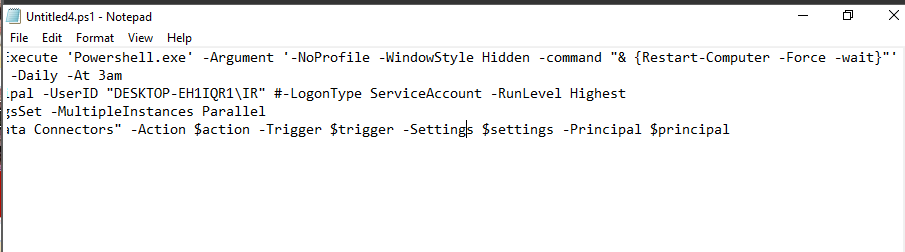 Untitled4.ps1 - Notepad
File Edit Format View Help
:xecute 'Powershell.exe' -Argument '-NoProfile -WindowStyle Hidden -command "& {Restart-Computer -Force -wait}"'
-Daily -At 3am
.pal -UserID "DESKTOP-EH1IQR1\IR" #-LogonType ServiceAccount -RunLevel Highest
gsSet -MultipleInstances Parallel
ata Connectors" -Action $action -Trigger $trigger -Settings $settings -Principal $principal